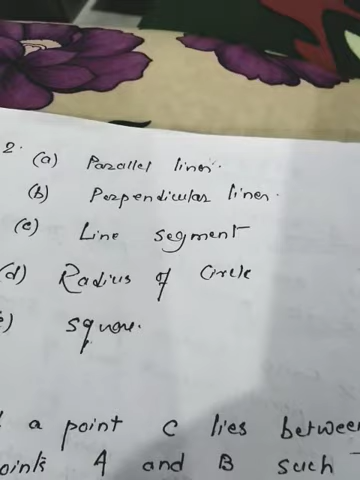 2. (a) Parallel lines.
(b) Perpendicular lines.
(c) Line segment
(d) Radius of Circle
) square.
a point C lies between
oints A and B such